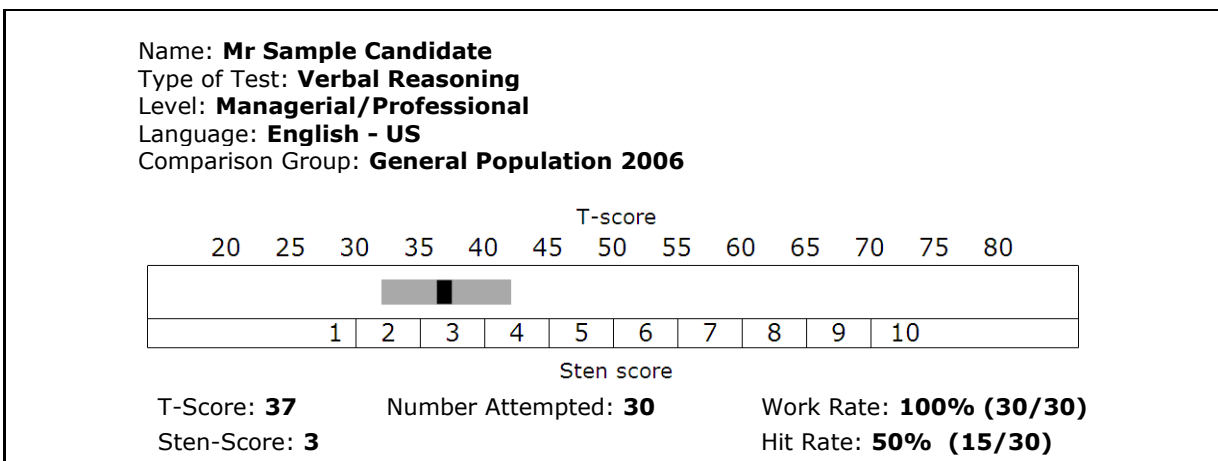 Name: Mr Sample Candidate
Type of Test: Verbal Reasoning
Level: Managerial/Professional
Language: English - US
Comparison Group: General Population 2006
T-score
20 25 30 35 40 45 50 55 60 65 70 75 80
1 2 3 4 5 6 7 8 9 10
Sten score
T-Score: 37 Number Attempted: 30 Work Rate: 100% (30/30)
Sten-Score: 3 Hit Rate: 50% (15/30)